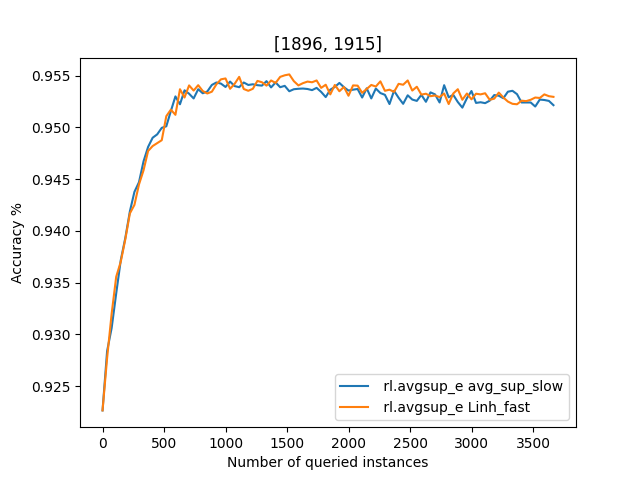 [1896, 1915]
Accuracy %
0.955
0.950
0.945
0.940
0.935
0.930
0.925
rl.avgsup_e avg_sup_slow
rl.avgsup_e Linh_fast
0 500 1000 1500 2000 2500 3000 3500
Number of queried instances